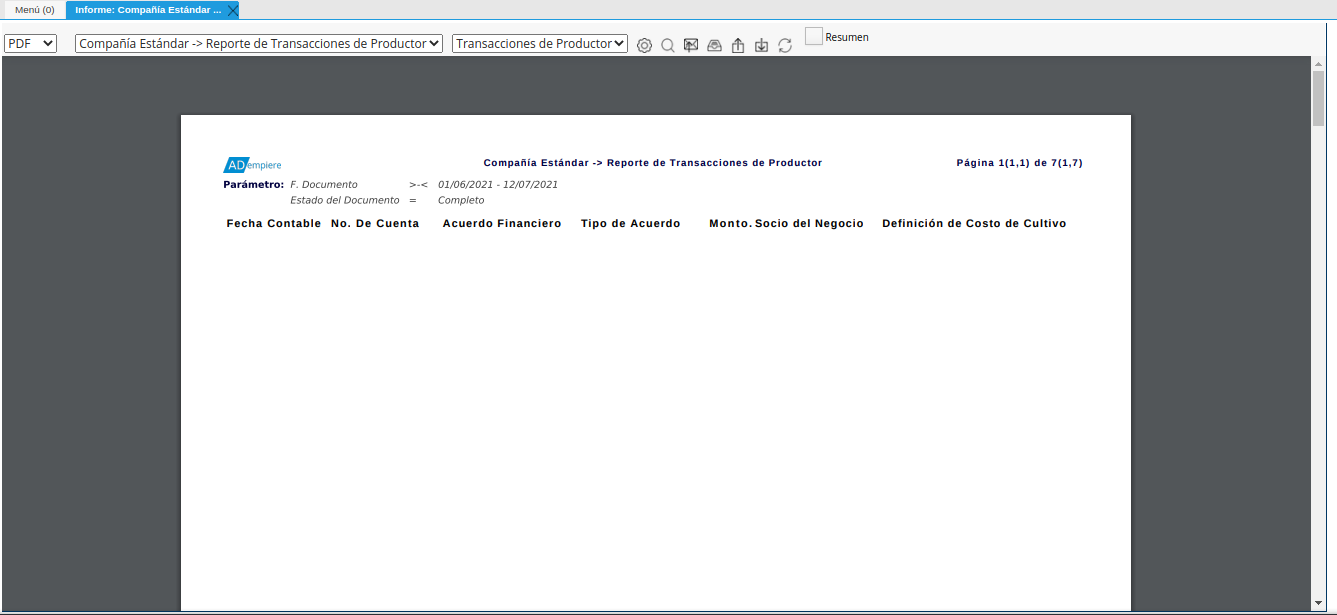 Menú (0) Informe: Compañía Estándar ...
PDF Compañía Estándar -> Reporte de Transacciones de Productor Transacciones de Productor Resumen
ADempiere Compañía Estándar -> Reporte de Transacciones de Productor Página 1(1,1) de 7(1,7)
Parámetro: F. Documento >-< 01/06/2021 - 12/07/2021
Estado del Documento = Completo
Fecha Contable No. De Cuenta Acuerdo Financiero Tipo de Acuerdo Monto. Socio del Negocio Definición de Costo de Cultivo